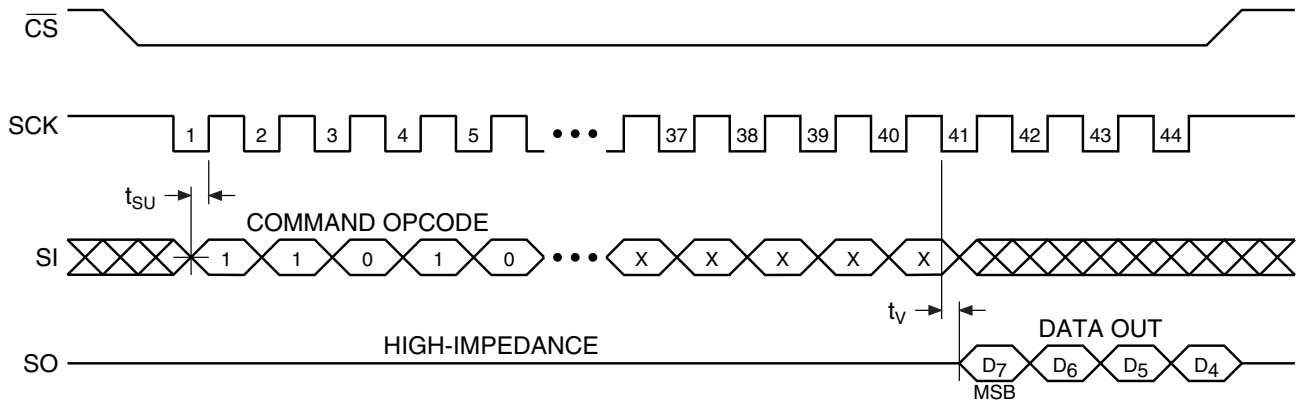 CS
SCK 1 2 3 4 5 ••• 37 38 39 40 41 42 43 44
tSU
COMMAND OPCODE
SI 1 1 0 1 0 ••• X X X X X
tV
DATA OUT
HIGH-IMPEDANCE
SO D7 D6 D5 D4
MSB